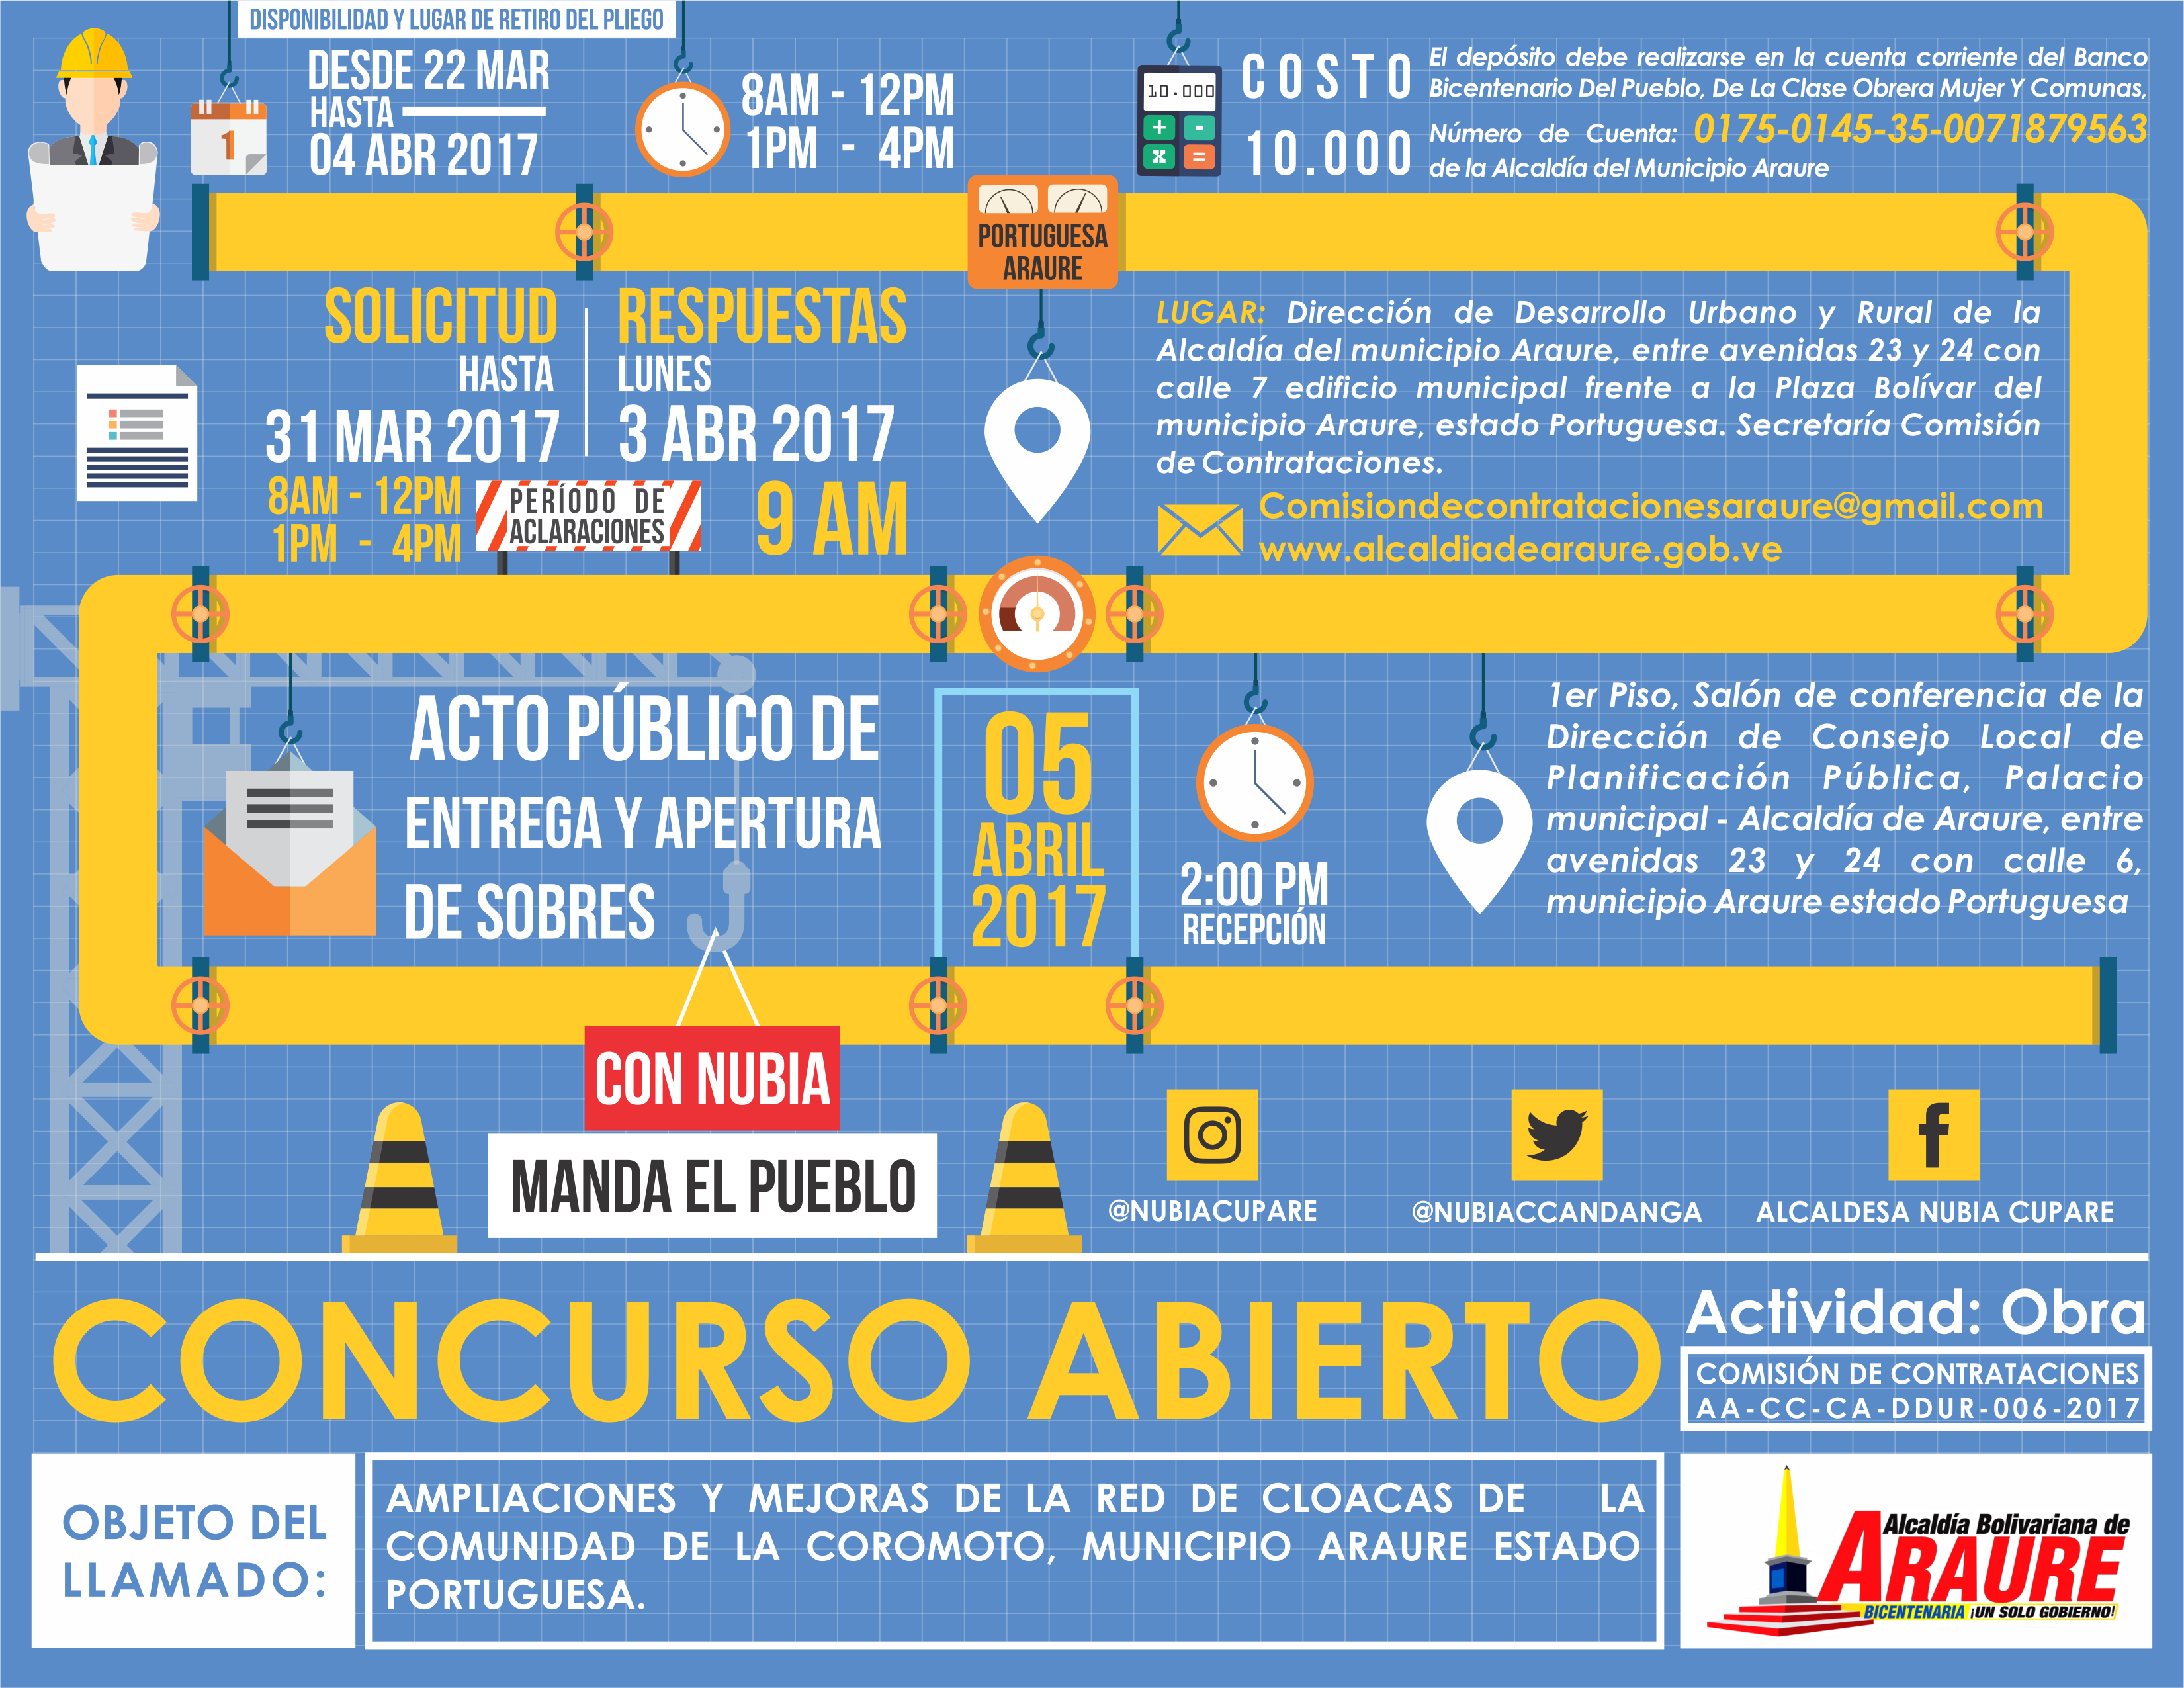 DISPONIBILIDAD Y LUGAR DE RETIRO DEL PLIEGO
DESDE 22 MAR
HASTA
04 ABR 2017
1
8AM - 12PM
1PM - 4PM
10.000
+ -
x =
COSTO
10.000
El depósito debe realizarse en la cuenta corriente del Banco
Bicentenario Del Pueblo, De La Clase Obrera Mujer Y Comunas,
Número de Cuenta: 0175-0145-35-0071879563
de la Alcaldía del Municipio Araure
PORTUGUESA
ARAURE
SOLICITUD
HASTA
31 MAR 2017
8AM - 12PM
1PM - 4PM
RESPUESTAS
LUNES
3 ABR 2017
9 AM
PERÍODO DE
ACLARACIONES
LUGAR: Dirección de Desarrollo Urbano y Rural de la
Alcaldía del municipio Araure, entre avenidas 23 y 24 con
calle 7 edificio municipal frente a la Plaza Bolívar del
municipio Araure, estado Portuguesa. Secretaría Comisión
de Contrataciones.
Comisiondecontratacionesaraure@gmail.com
www.alcaldiadearaure.gob.ve
ACTO PÚBLICO DE
ENTREGA Y APERTURA
DE SOBRES
05
ABRIL
2017
2:00 PM
RECEPCIÓN
1er Piso, Salón de conferencia de la
Dirección de Consejo Local de
Planificación Pública, Palacio
municipal - Alcaldía de Araure, entre
avenidas 23 y 24 con calle 6,
municipio Araure estado Portuguesa
CON NUBIA
MANDA EL PUEBLO
@NUBIACUPARE
@NUBIACCANDANGA
ALCALDESA NUBIA CUPARE
CONCURSO ABIERTO
Actividad: Obra
COMISIÓN DE CONTRATACIONES
AA-CC-CA-DDUR-006-2017
OBJETO DEL
LLAMADO:
AMPLIACIONES Y MEJORAS DE LA RED DE CLOACAS DE LA
COMUNIDAD DE LA COROMOTO, MUNICIPIO ARAURE ESTADO
PORTUGUESA.
Alcaldía Bolivariana de
ARAURE
BICENTENARIA ¡UN SOLO GOBIERNO!